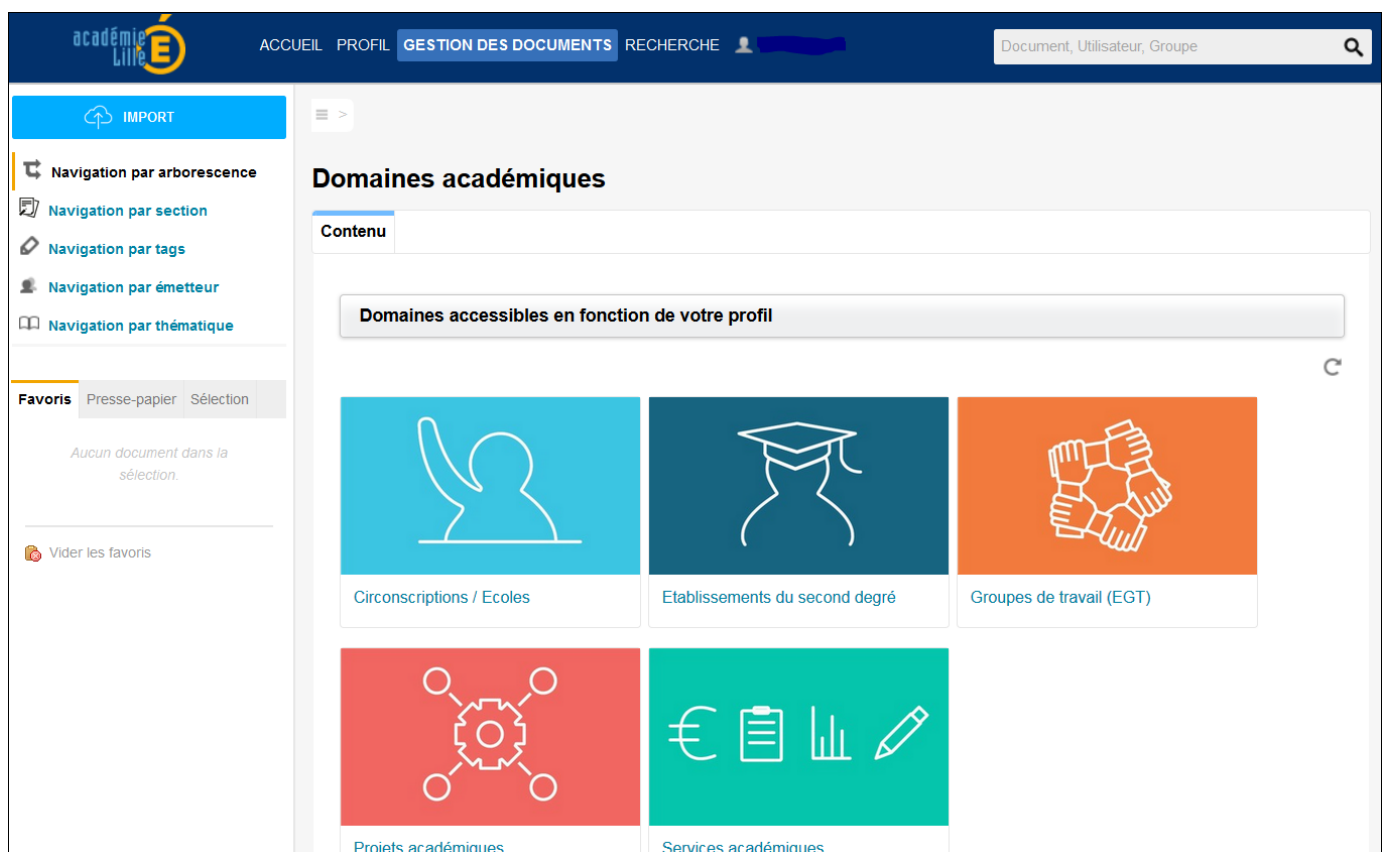 académie
Lille
ACCUEIL PROFIL GESTION DES DOCUMENTS RECHERCHE
Document, Utilisateur, Groupe
IMPORT
>
Navigation par arborescence
Navigation par section
Navigation par tags
Navigation par émetteur
Navigation par thématique
Favoris Presse-papier Sélection
Aucun document dans la
sélection.
Vider les favoris
Domaines académiques
Contenu
Domaines accessibles en fonction de votre profil
Circonscriptions / Ecoles
Etablissements du second degré
Groupes de travail (EGT)
€
Projets académiques
Services académiques